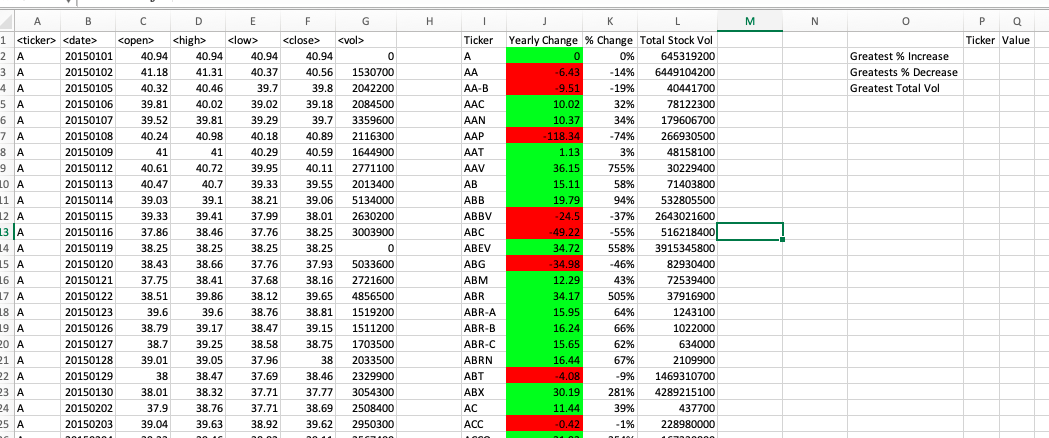 A B C D E F G H I J K L M N O P Q
1 <ticker> <date> <open> <high> <low> <close> <vol> Ticker Yearly Change % Change Total Stock Vol Ticker Value
2 A 20150101 40.94 40.94 40.94 40.94 0 A 0 0% 645319200 Greatest % Increase
3 A 20150102 41.18 41.31 40.37 40.56 1530700 AA -6.43 -14% 6449104200 Greatests % Decrease
4 A 20150105 40.32 40.46 39.7 39.8 2042200 AA-B -9.51 -19% 40441700 Greatest Total Vol
5 A 20150106 39.81 40.02 39.02 39.18 2084500 AAC 10.02 32% 78122300
6 A 20150107 39.52 39.81 39.29 39.7 3359600 AAN 10.37 34% 179606700
7 A 20150108 40.24 40.98 40.18 40.89 2116300 AAP -118.34 -74% 266930500
8 A 20150109 41 41 40.29 40.59 1644900 AAT 1.13 3% 48158100
9 A 20150112 40.61 40.72 39.95 40.11 2771100 AAV 36.15 755% 30229400
10 A 20150113 40.47 40.7 39.33 39.55 2013400 AB 15.11 58% 71403800
11 A 20150114 39.03 39.1 38.21 39.06 5134000 ABB 19.79 94% 532805500
12 A 20150115 39.33 39.41 37.99 38.01 2630200 ABBV -24.5 -37% 2643021600
13 A 20150116 37.86 38.46 37.76 38.25 3003900 ABC -49.22 -55% 516218400
14 A 20150119 38.25 38.25 38.25 38.25 0 ABEV 34.72 558% 3915345800
15 A 20150120 38.43 38.66 37.76 37.93 5033600 ABG -34.98 -46% 82930400
16 A 20150121 37.75 38.41 37.68 38.16 2721600 ABM 12.29 43% 72539400
17 A 20150122 38.51 39.86 38.12 39.65 4856500 ABR 34.17 505% 37916900
18 A 20150123 39.6 39.6 38.76 38.81 1519200 ABR-A 15.95 64% 1243100
19 A 20150126 38.79 39.17 38.47 39.15 1511200 ABR-B 16.24 66% 1022000
20 A 20150127 38.7 39.25 38.58 38.75 1703500 ABR-C 15.65 62% 634000
21 A 20150128 39.01 39.05 37.96 38 2033500 ABRN 16.44 67% 2109900
22 A 20150129 38 38.47 37.69 38.46 2329900 ABT -4.08 -9% 1469310700
23 A 20150130 38.01 38.32 37.71 37.77 3054300 ABX 30.19 281% 4289215100
24 A 20150202 37.9 38.76 37.71 38.69 2508400 AC 11.44 39% 437700
25 A 20150203 39.04 39.63 38.92 39.62 2950300 ACC -0.42 -1% 228980000